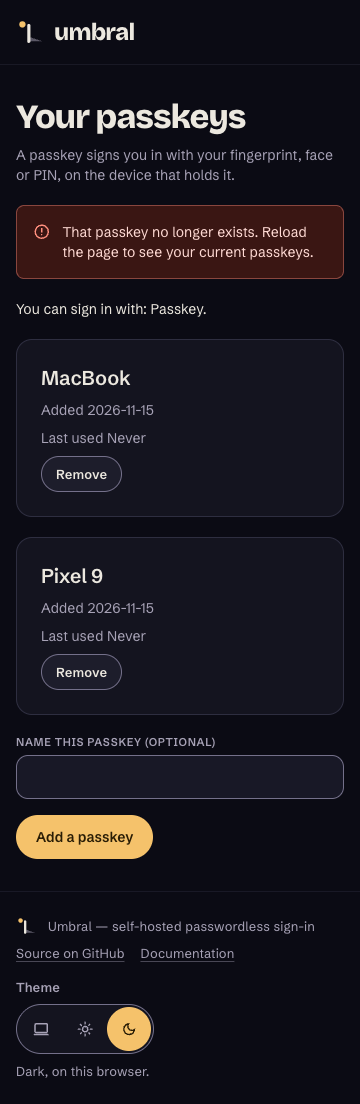 umbral
Your passkeys
A passkey signs you in with your fingerprint, face
or PIN, on the device that holds it.
That passkey no longer exists. Reload
the page to see your current passkeys.
You can sign in with: Passkey.
MacBook
Added 2026-11-15
Last used Never
Remove
Pixel 9
Added 2026-11-15
Last used Never
Remove
NAME THIS PASSKEY (OPTIONAL)
Add a passkey
Umbral — self-hosted passwordless sign-in
Source on GitHub Documentation
Theme
Dark, on this browser.